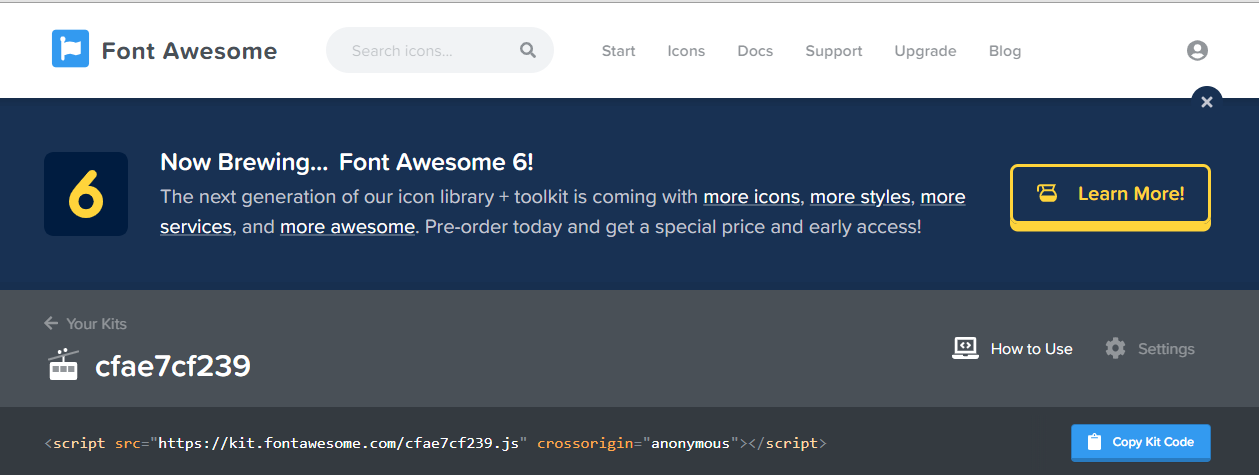 Font Awesome
Search icons...
Start
Icons
Docs
Support
Upgrade
Blog
6
Now Brewing... Font Awesome 6!
The next generation of our icon library + toolkit is coming with more icons, more styles, more
services, and more awesome. Pre-order today and get a special price and early access!
Learn More!
Your Kits
cfae7cf239
How to Use
Settings
<script src="https://kit.fontawesome.com/cfae7cf239.js" crossorigin="anonymous"></script>
Copy Kit Code